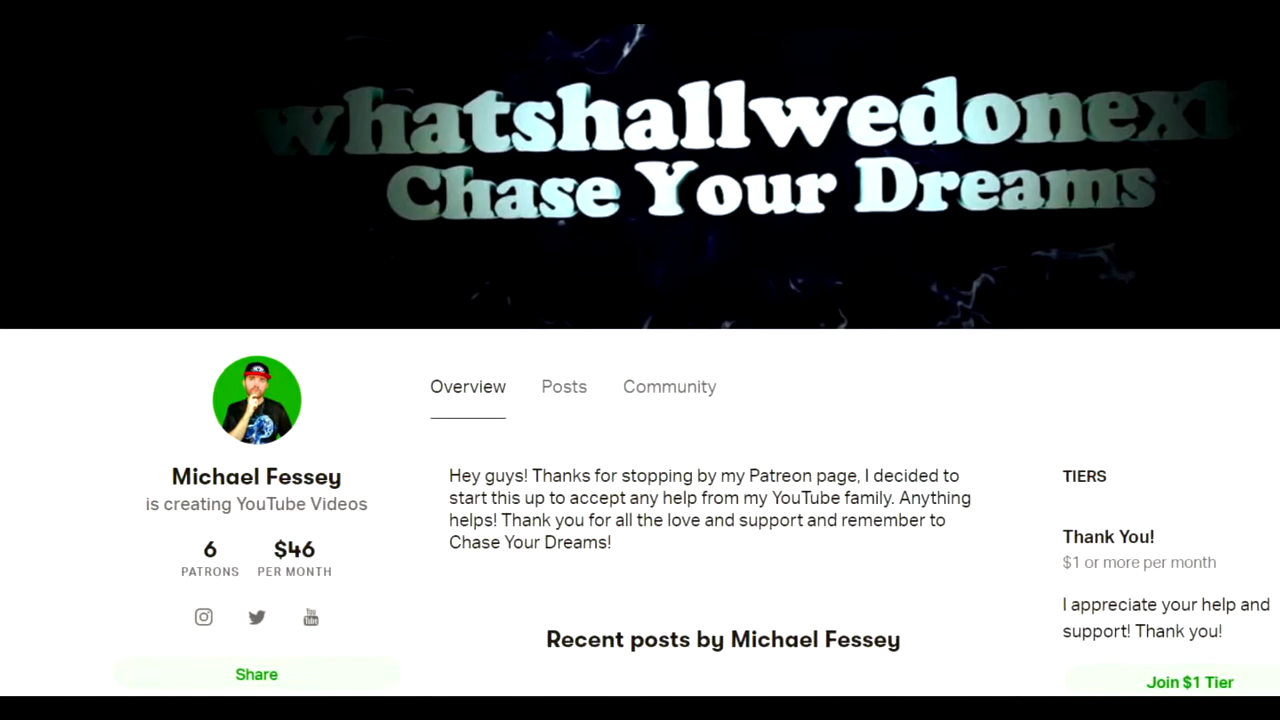 whatshallwedonext
Chase Your Dreams
Overview Posts Community
Michael Fessey
is creating YouTube Videos
6 $46
PATRONS PER MONTH
You
Tube
Share
Hey guys! Thanks for stopping by my Patreon page, I decided to
start this up to accept any help from my YouTube family. Anything
helps! Thank you for all the love and support and remember to
Chase Your Dreams!
Recent posts by Michael Fessey
TIERS
Thank You!
$1 or more per month
I appreciate your help and
support! Thank you!
Join $1 Tier